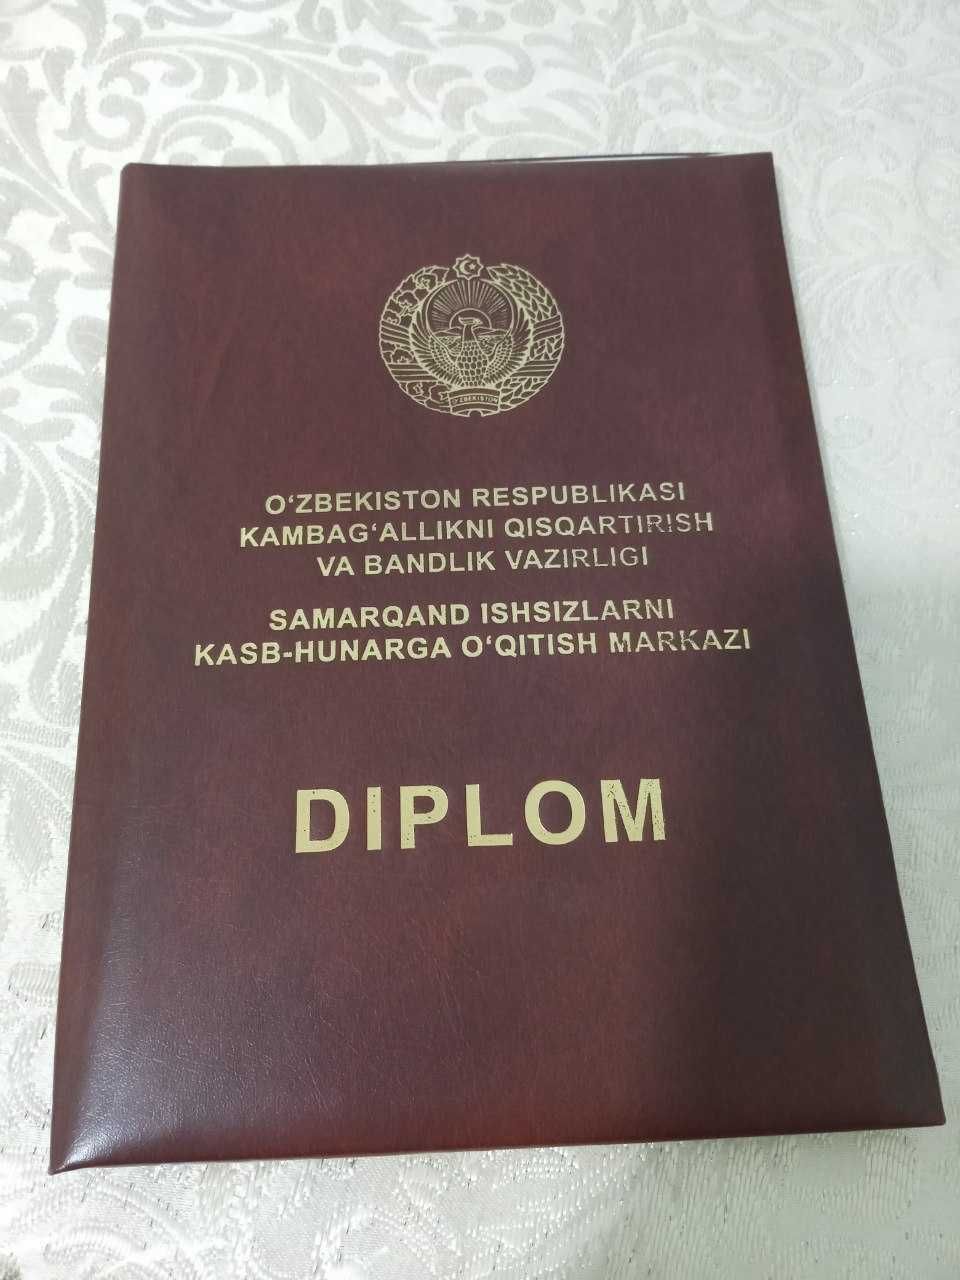 O'ZBEKISTON
O‘ZBEKISTON RESPUBLIKASI
KAMBAG‘ALLIKNI QISQARTIRISH
VA BANDLIK VAZIRLIGI
SAMARQAND ISHSIZLARNI
KASB-HUNARGA O‘QITISH MARKAZI
DIPLOM